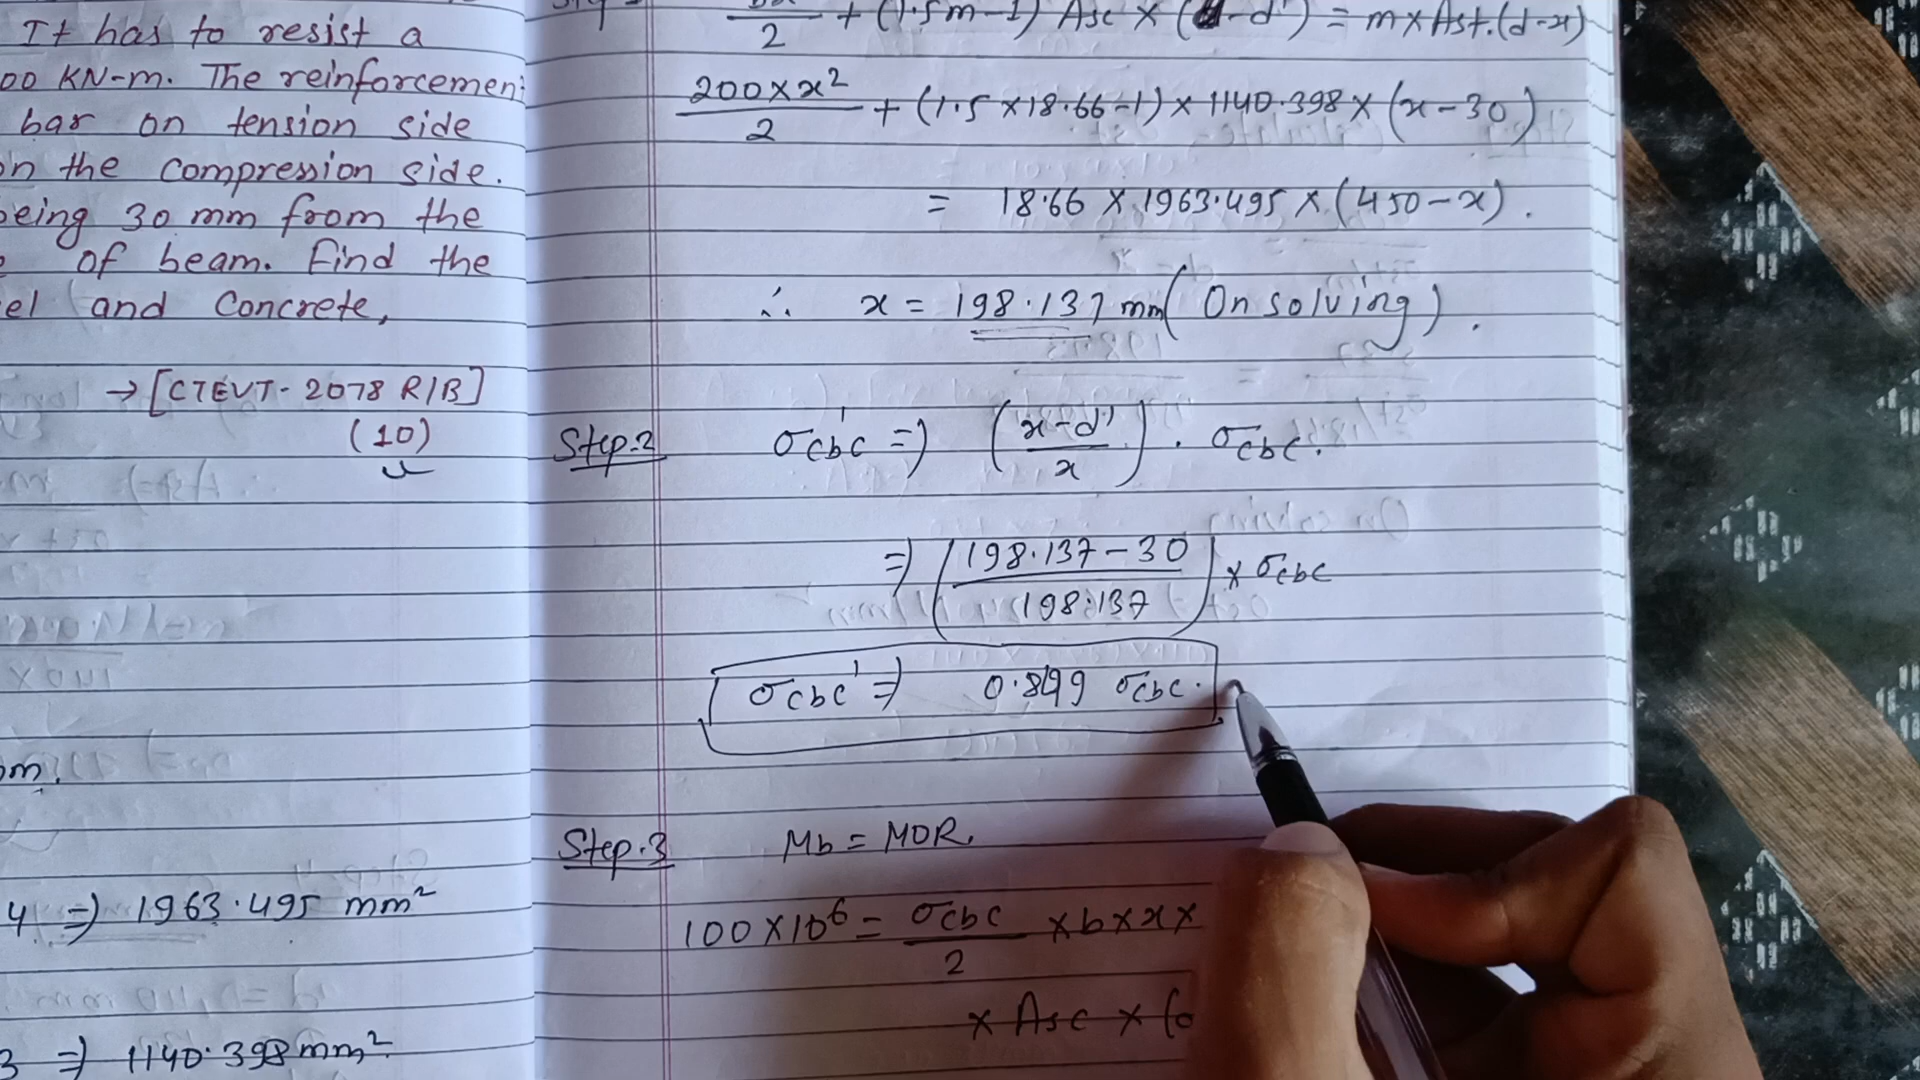 It has to resist a
00 KN-m. The reinforcement
bar on tension side
on the compression side.
being 30 mm from the
of beam. Find the
el and Concrete,
→ [CTEVT- 2078 R/B]
(10)
om.
4 ⇒ 1963.495 mm²
3 ⇒ 1140.398 mm².
/2 + (1.5m-1) Asc × (d-d') = m×Ast.(d-x)
200×x²/2 + (1.5×18.66-1)×1140.398×(x-30)
= 18.66 × 1963.495 × (450-x).
∴ x = 198.137 mm (On solving).
Step.2 σcbc' ⇒ ((x-d')/x) . σcbc.
⇒ ((198.137-30)/198.137) × σcbc
σcbc' ⇒ 0.849 σcbc.
Step.3 Mb = MOR.
100×10⁶ = σcbc/2 ×b×x×
× Asc × (